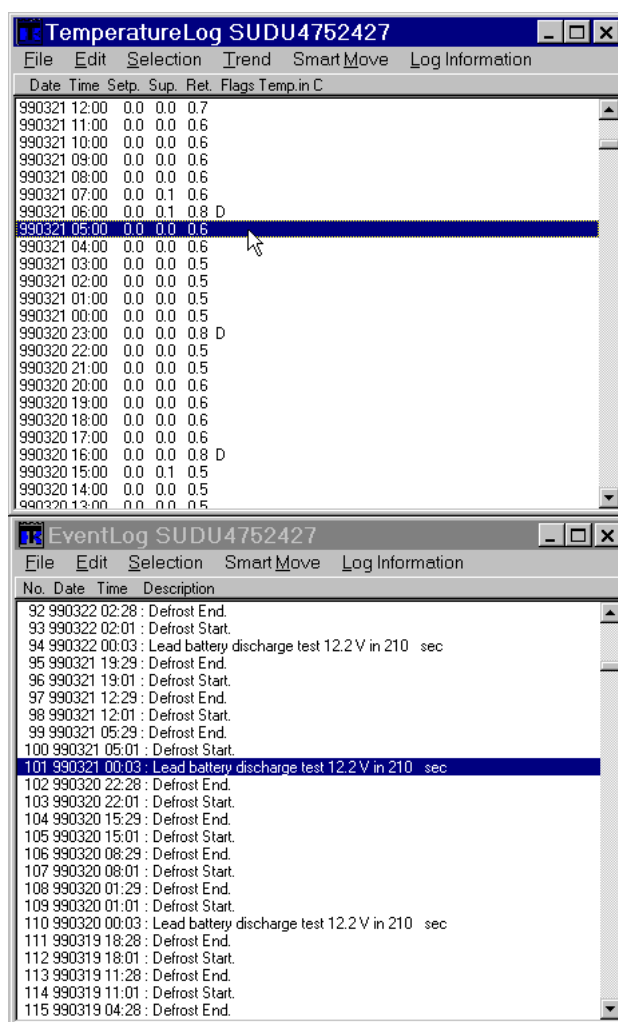 TemperatureLog SUDU4752427
File Edit Selection Trend Smart Move Log Information
Date Time Setp. Sup. Ret. Flags Temp.in C
990321 12:00 0.0 0.0 0.7
990321 11:00 0.0 0.0 0.6
990321 10:00 0.0 0.0 0.6
990321 09:00 0.0 0.0 0.6
990321 08:00 0.0 0.0 0.6
990321 07:00 0.0 0.1 0.6
990321 06:00 0.0 0.1 0.8 D
990321 05:00 0.0 0.0 0.6
990321 04:00 0.0 0.0 0.6
990321 03:00 0.0 0.0 0.5
990321 02:00 0.0 0.0 0.5
990321 01:00 0.0 0.0 0.5
990321 00:00 0.0 0.0 0.5
990320 23:00 0.0 0.0 0.8 D
990320 22:00 0.0 0.0 0.5
990320 21:00 0.0 0.0 0.5
990320 20:00 0.0 0.0 0.6
990320 19:00 0.0 0.0 0.6
990320 18:00 0.0 0.0 0.6
990320 17:00 0.0 0.0 0.6
990320 16:00 0.0 0.0 0.8 D
990320 15:00 0.0 0.1 0.5
990320 14:00 0.0 0.0 0.5
990320 13:00 0.0 0.0 0.5
EventLog SUDU4752427
File Edit Selection Smart Move Log Information
No. Date Time Description
92 990322 02:28 : Defrost End.
93 990322 02:01 : Defrost Start.
94 990322 00:03 : Lead battery discharge test 12.2 V in 210 sec
95 990321 19:29 : Defrost End.
96 990321 19:01 : Defrost Start.
97 990321 12:29 : Defrost End.
98 990321 12:01 : Defrost Start.
99 990321 05:29 : Defrost End.
100 990321 05:01 : Defrost Start.
101 990321 00:03 : Lead battery discharge test 12.2 V in 210 sec
102 990320 22:28 : Defrost End.
103 990320 22:01 : Defrost Start.
104 990320 15:29 : Defrost End.
105 990320 15:01 : Defrost Start.
106 990320 08:29 : Defrost End.
107 990320 08:01 : Defrost Start.
108 990320 01:29 : Defrost End.
109 990320 01:01 : Defrost Start.
110 990320 00:03 : Lead battery discharge test 12.2 V in 210 sec
111 990319 18:28 : Defrost End.
112 990319 18:01 : Defrost Start.
113 990319 11:28 : Defrost End.
114 990319 11:01 : Defrost Start.
115 990319 04:28 : Defrost End.